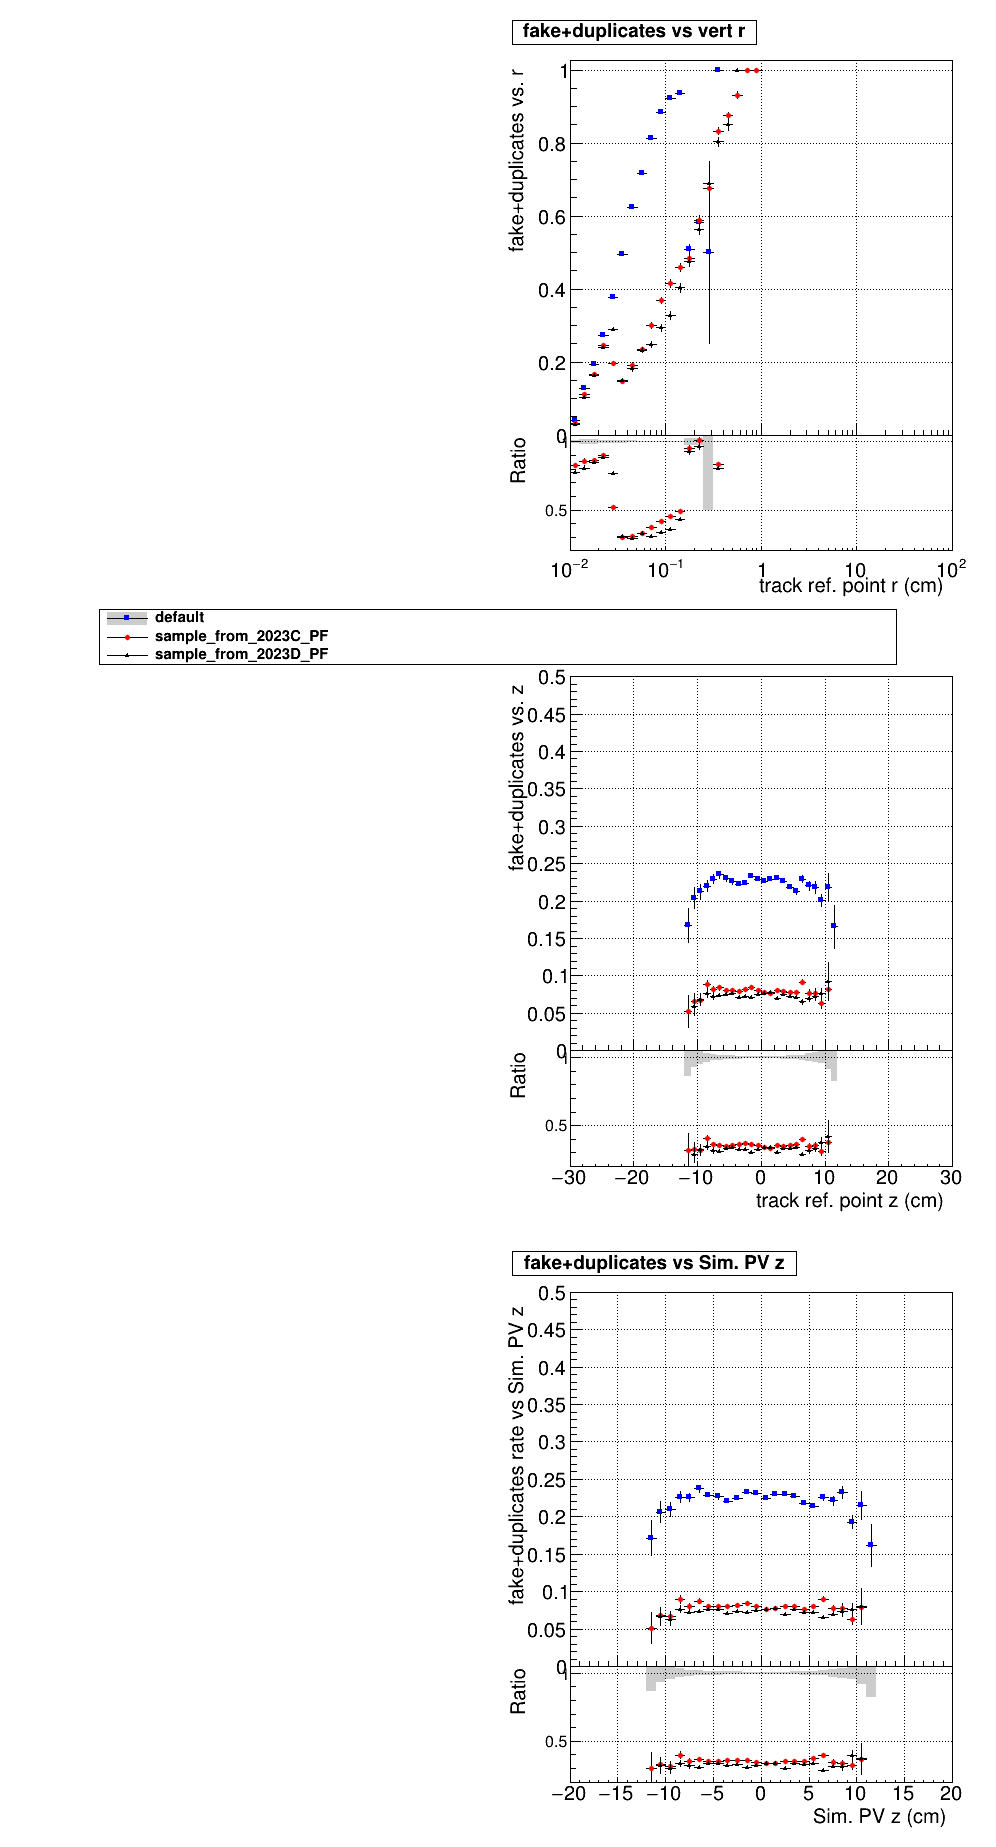 fake+duplicates vs vert r
fake+duplicates vs. r
1
0.8
0.6
0.4
0.2
0
Ratio
1
0.5
10−2
10−1
1
10
102
track ref. point r (cm)
default
sample_from_2023C_PF
sample_from_2023D_PF
fake+duplicates vs. z
0.5
0.45
0.4
0.35
0.3
0.25
0.2
0.15
0.1
0.05
0
Ratio
1
0.5
−30 −20 −10 0 10 20 30
track ref. point z (cm)
fake+duplicates vs Sim. PV z
fake+duplicates rate vs Sim. PV z
0.5
0.45
0.4
0.35
0.3
0.25
0.2
0.15
0.1
0.05
0
Ratio
1
0.5
−20 −15 −10 −5 0 5 10 15 20
Sim. PV z (cm)